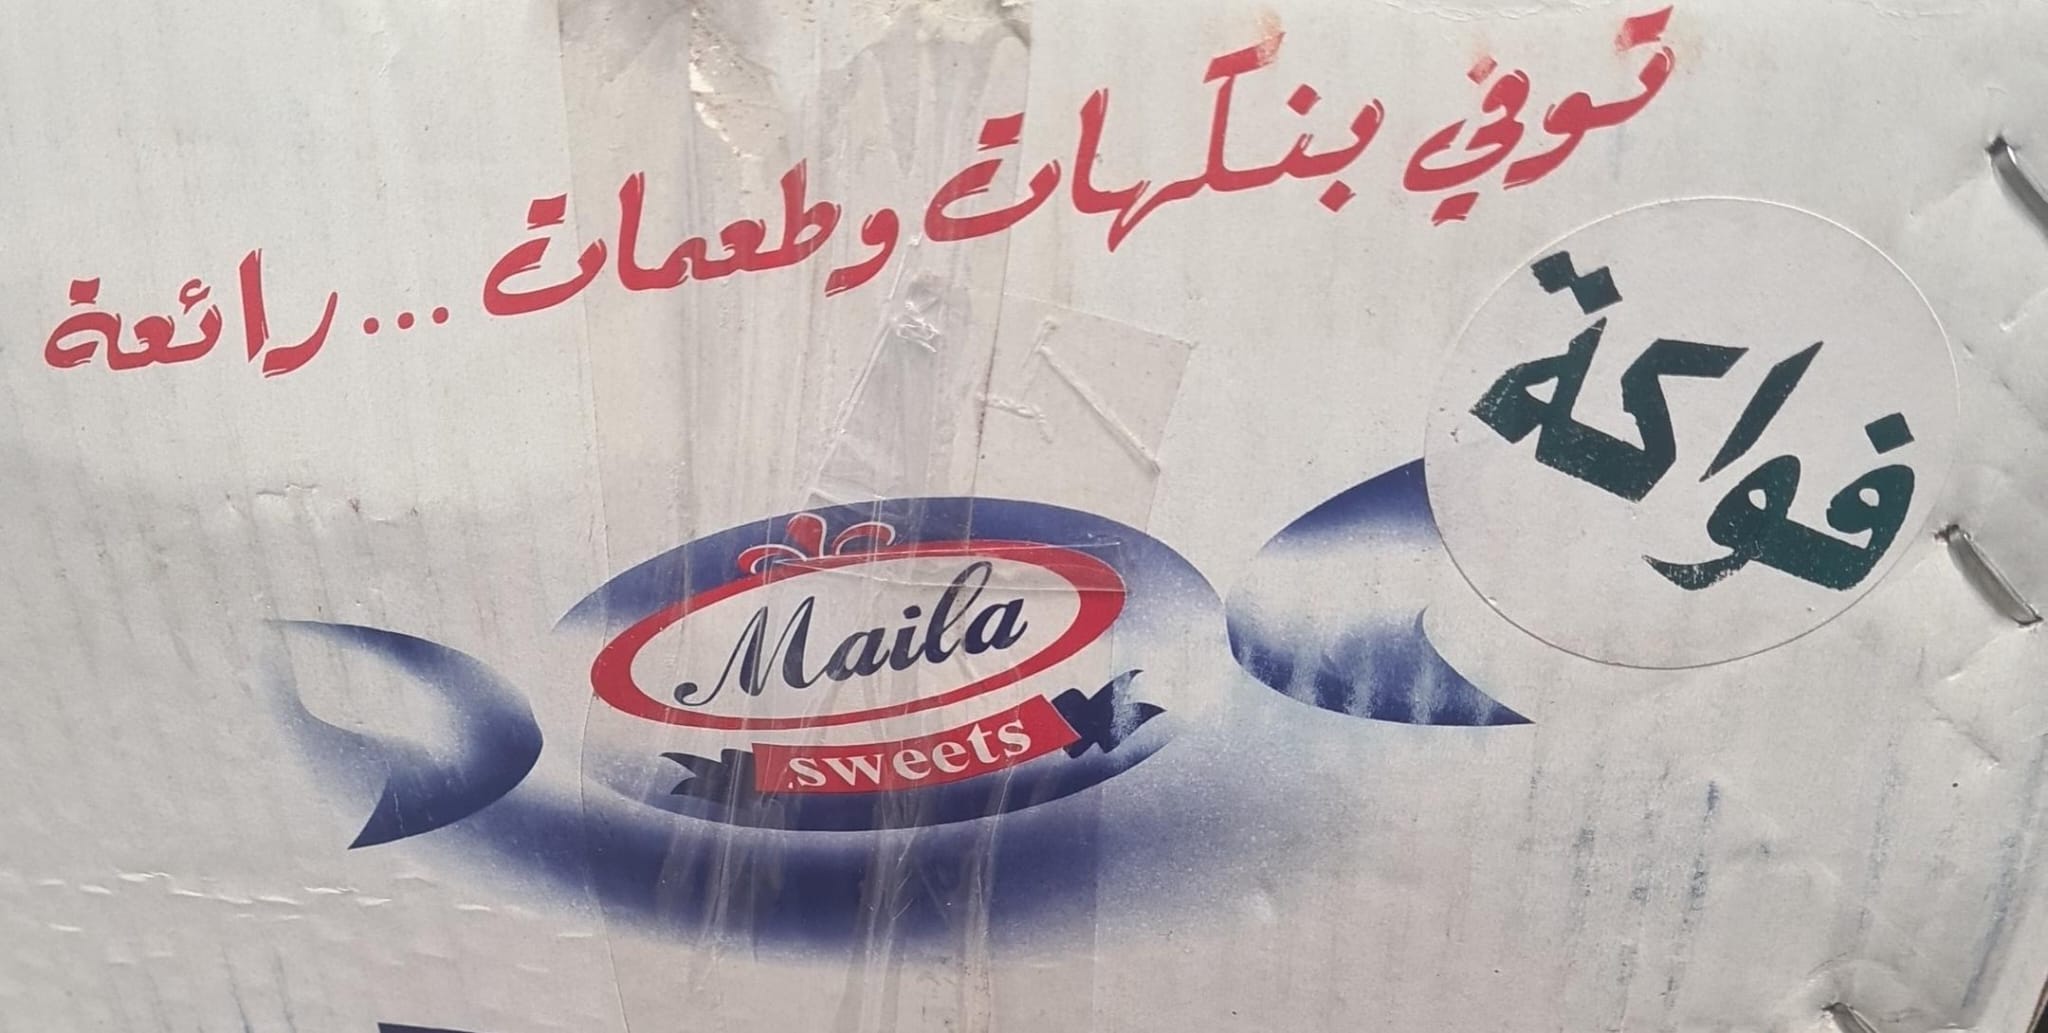 توفي بنكهات وطعمات ... رائعة
فواكة
Maila
sweets